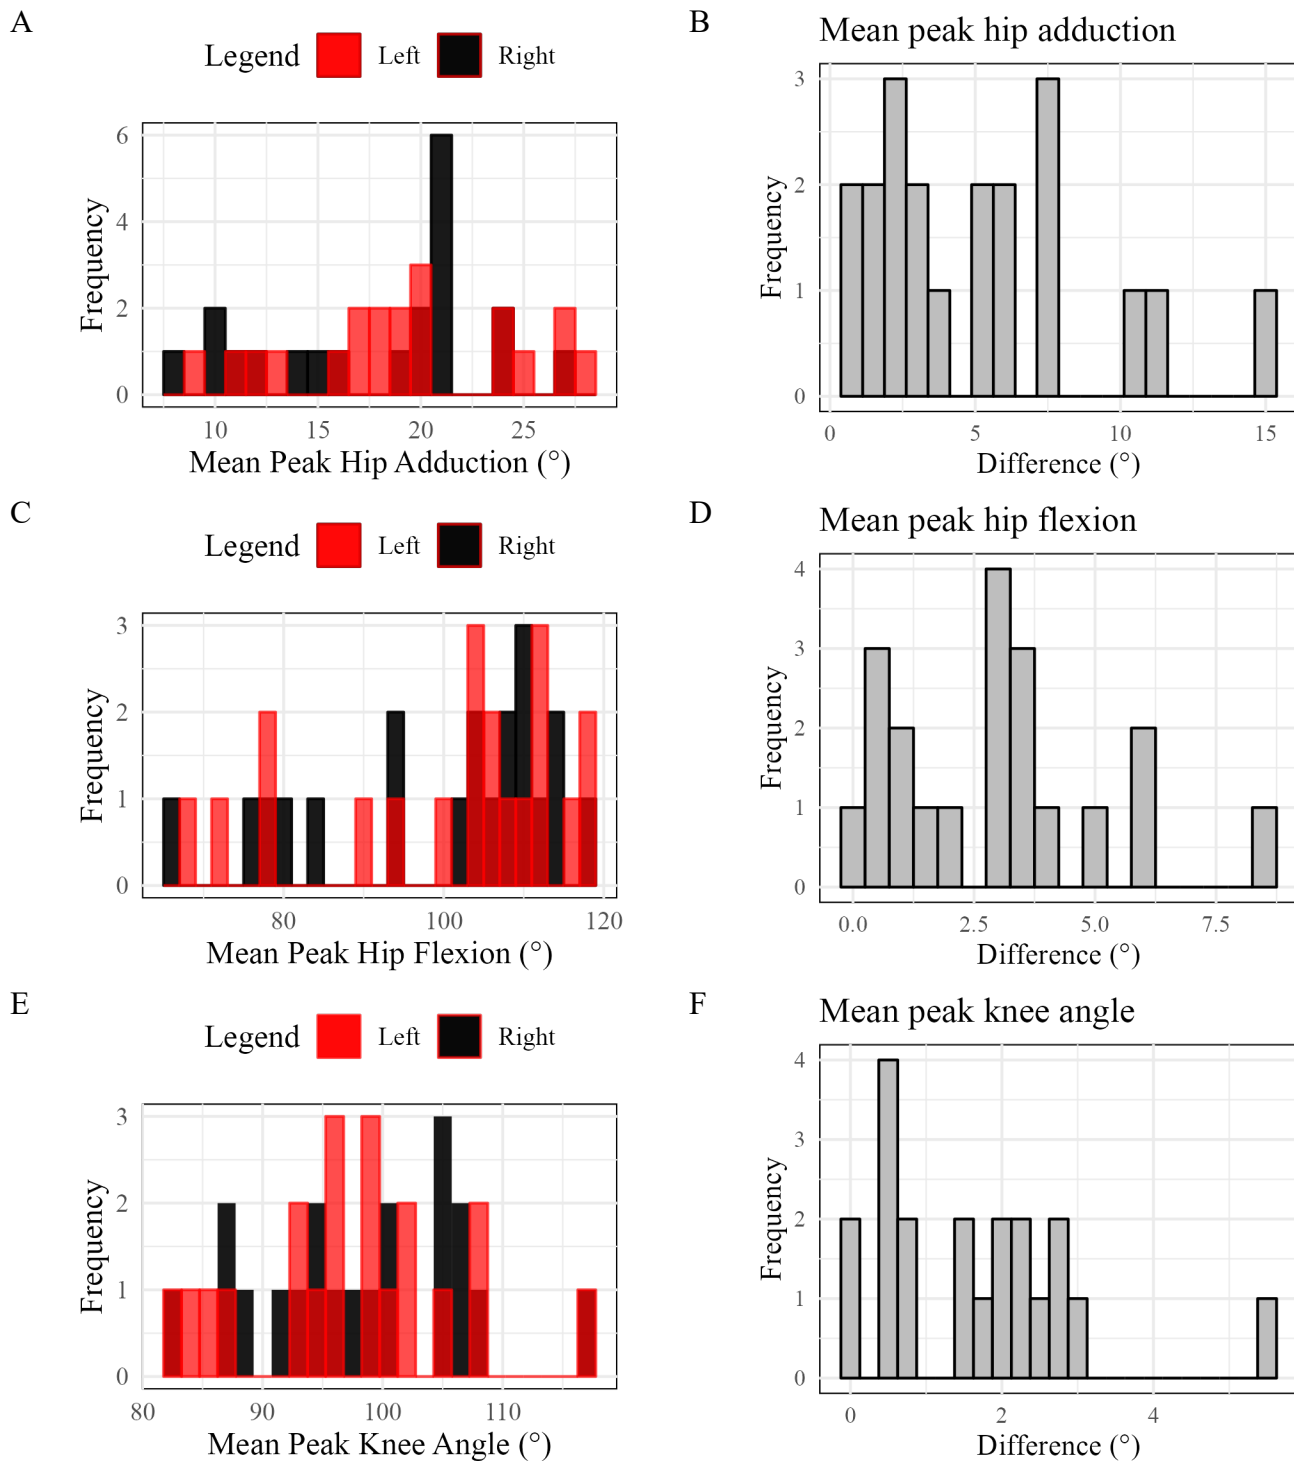 A
Legend Left Right
6
4
2
0
Frequency
10 15 20 25
Mean Peak Hip Adduction (°)
B
Mean peak hip adduction
3
2
1
0
Frequency
0 5 10 15
Difference (°)
C
Legend Left Right
3
2
1
0
Frequency
80 100 120
Mean Peak Hip Flexion (°)
D
Mean peak hip flexion
4
3
2
1
0
Frequency
0.0 2.5 5.0 7.5
Difference (°)
E
Legend Left Right
3
2
1
0
Frequency
80 90 100 110
Mean Peak Knee Angle (°)
F
Mean peak knee angle
4
3
2
1
0
Frequency
0 2 4
Difference (°)